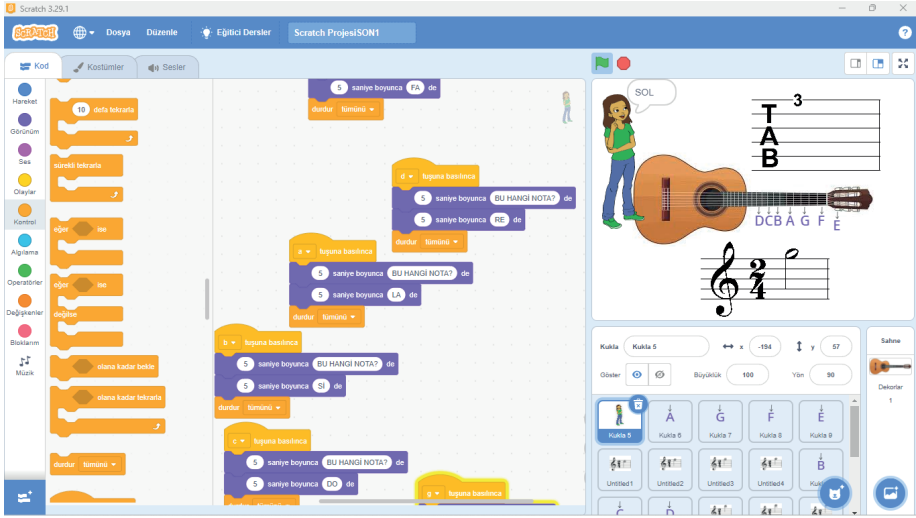 Scratch 3.29.1
SCRATCH Dosya Düzenle Eğitici Dersler Scratch ProjesiSON1 ?
Kod Kostümler Sesler
Hareket
Görünüm
Ses
Olaylar
Kontrol
Algılama
Operatörler
Değişkenler
Bloklarım
Müzik
10 defa tekrarla
sürekli tekrarla
eğer ise
eğer ise
değilse
olana kadar bekle
olana kadar tekrarla
durdur tümünü
5 saniye boyunca FA de
durdur tümünü
d tuşuna basılınca
5 saniye boyunca BU HANGİ NOTA? de
5 saniye boyunca RE de
durdur tümünü
a tuşuna basılınca
5 saniye boyunca BU HANGİ NOTA? de
5 saniye boyunca LA de
durdur tümünü
b tuşuna basılınca
5 saniye boyunca BU HANGİ NOTA? de
5 saniye boyunca Sİ de
durdur tümünü
c tuşuna basılınca
5 saniye boyunca BU HANGİ NOTA? de
5 saniye boyunca DO de
g tuşuna basılınca
SOL
3
T
A
B
D C B A G F E
2
4
Kukla Kukla 5 x -194 y 57
Göster Büyüklük 100 Yön 90
Sahne
Dekorlar
1
A G F E
Kukla 5 Kukla 6 Kukla 7 Kukla 8 Kukla 9
B
Untitled1 Untitled2 Untitled3 Untitled4
C D